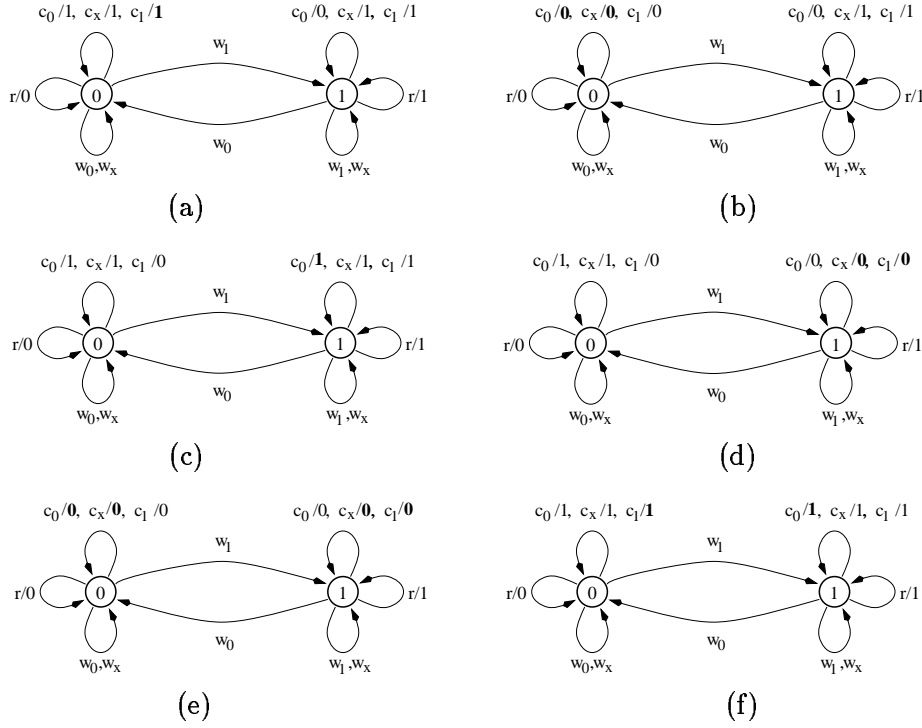 c₀/1, cₓ/1, c₁/1 c₀/0, cₓ/1, c₁/1
w₁
r/0 0 1 r/1
w₀
w₀,wₓ w₁,wₓ
(a)
c₀/0, cₓ/0, c₁/0 c₀/0, cₓ/1, c₁/1
w₁
r/0 0 1 r/1
w₀
w₀,wₓ w₁,wₓ
(b)
c₀/1, cₓ/1, c₁/0 c₀/1, cₓ/1, c₁/1
w₁
r/0 0 1 r/1
w₀
w₀,wₓ w₁,wₓ
(c)
c₀/1, cₓ/1, c₁/0 c₀/0, cₓ/0, c₁/0
w₁
r/0 0 1 r/1
w₀
w₀,wₓ w₁,wₓ
(d)
c₀/0, cₓ/0, c₁/0 c₀/0, cₓ/0, c₁/0
w₁
r/0 0 1 r/1
w₀
w₀,wₓ w₁,wₓ
(e)
c₀/1, cₓ/1, c₁/1 c₀/1, cₓ/1, c₁/1
w₁
r/0 0 1 r/1
w₀
w₀,wₓ w₁,wₓ
(f)